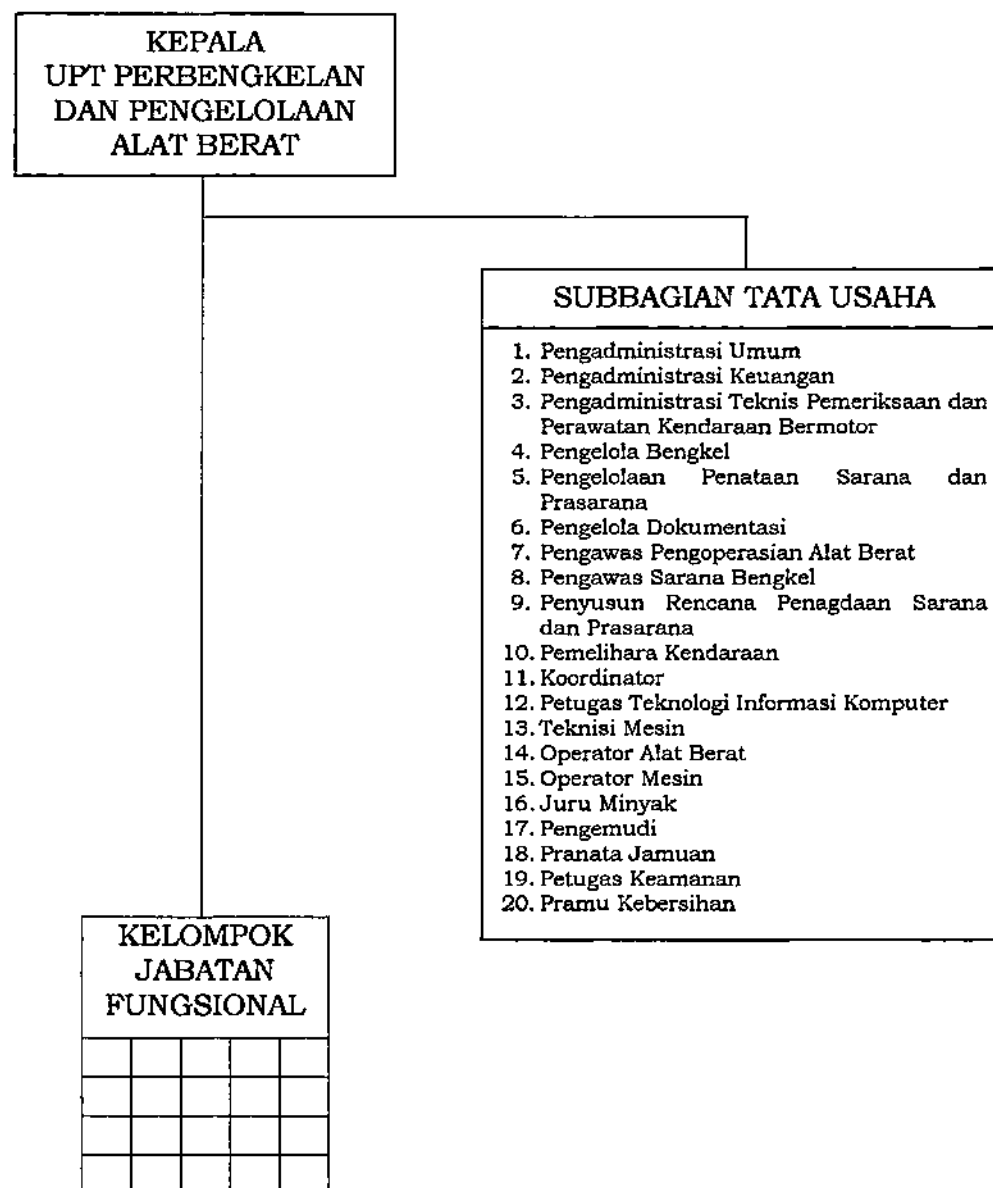 KEPALA
UPT PERBENGKELAN
DAN PENGELOLAAN
ALAT BERAT
SUBBAGIAN TATA USAHA
1. Pengadministrasi Umum
2. Pengadministrasi Keuangan
3. Pengadministrasi Teknis Pemeriksaan dan
Perawatan Kendaraan Bermotor
4. Pengelola Bengkel
5. Pengelolaan Penataan Sarana dan
Prasarana
6. Pengelola Dokumentasi
7. Pengawas Pengoperasian Alat Berat
8. Pengawas Sarana Bengkel
9. Penyusun Rencana Penagdaan Sarana
dan Prasarana
10. Pemelihara Kendaraan
11. Koordinator
12. Petugas Teknologi Informasi Komputer
13. Teknisi Mesin
14. Operator Alat Berat
15. Operator Mesin
16. Juru Minyak
17. Pengemudi
18. Pranata Jamuan
19. Petugas Keamanan
20. Pramu Kebersihan
KELOMPOK
JABATAN
FUNGSIONAL